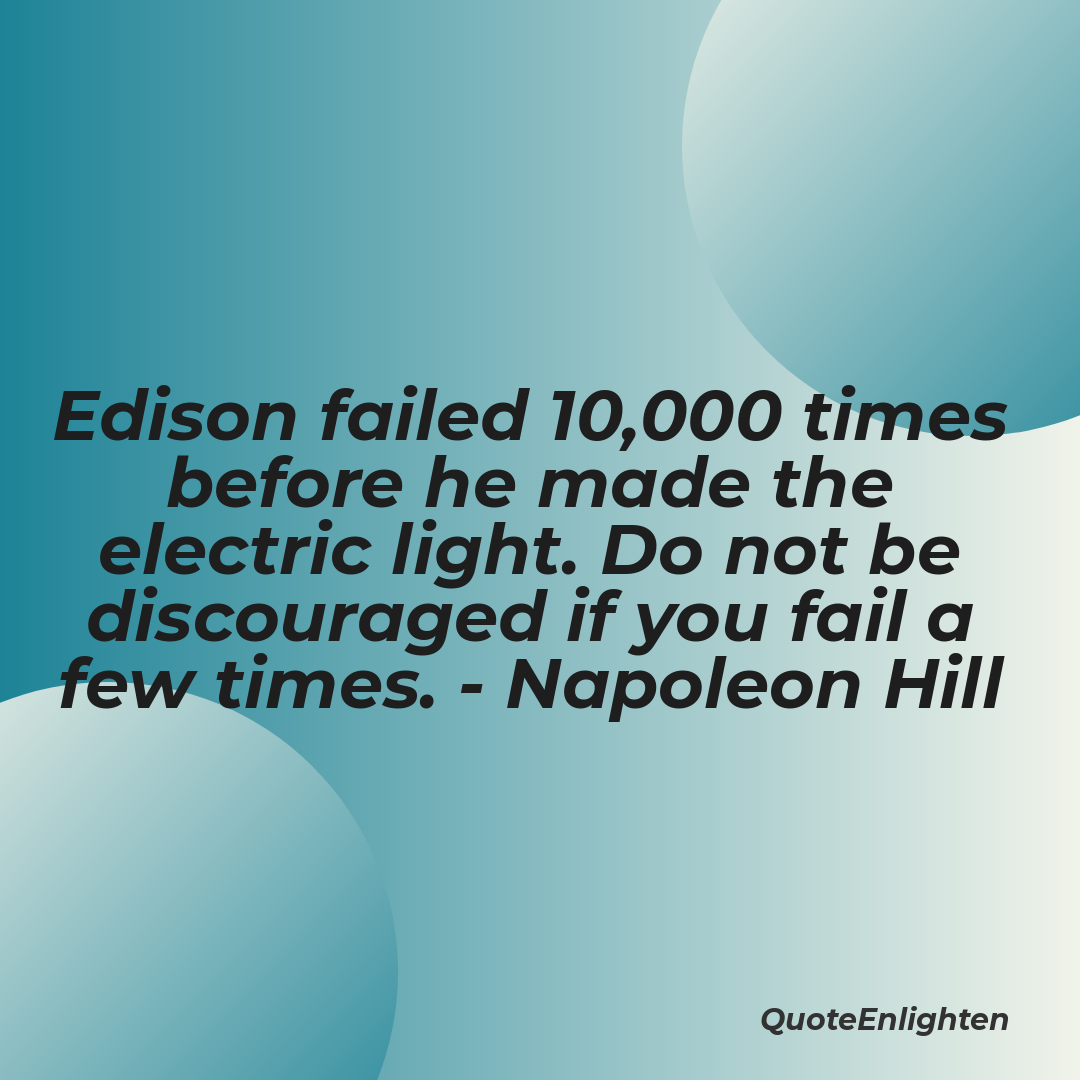 Edison failed 10,000 times
before he made the
electric light. Do not be
discouraged if you fail a
few times. - Napoleon Hill
QuoteEnlighten